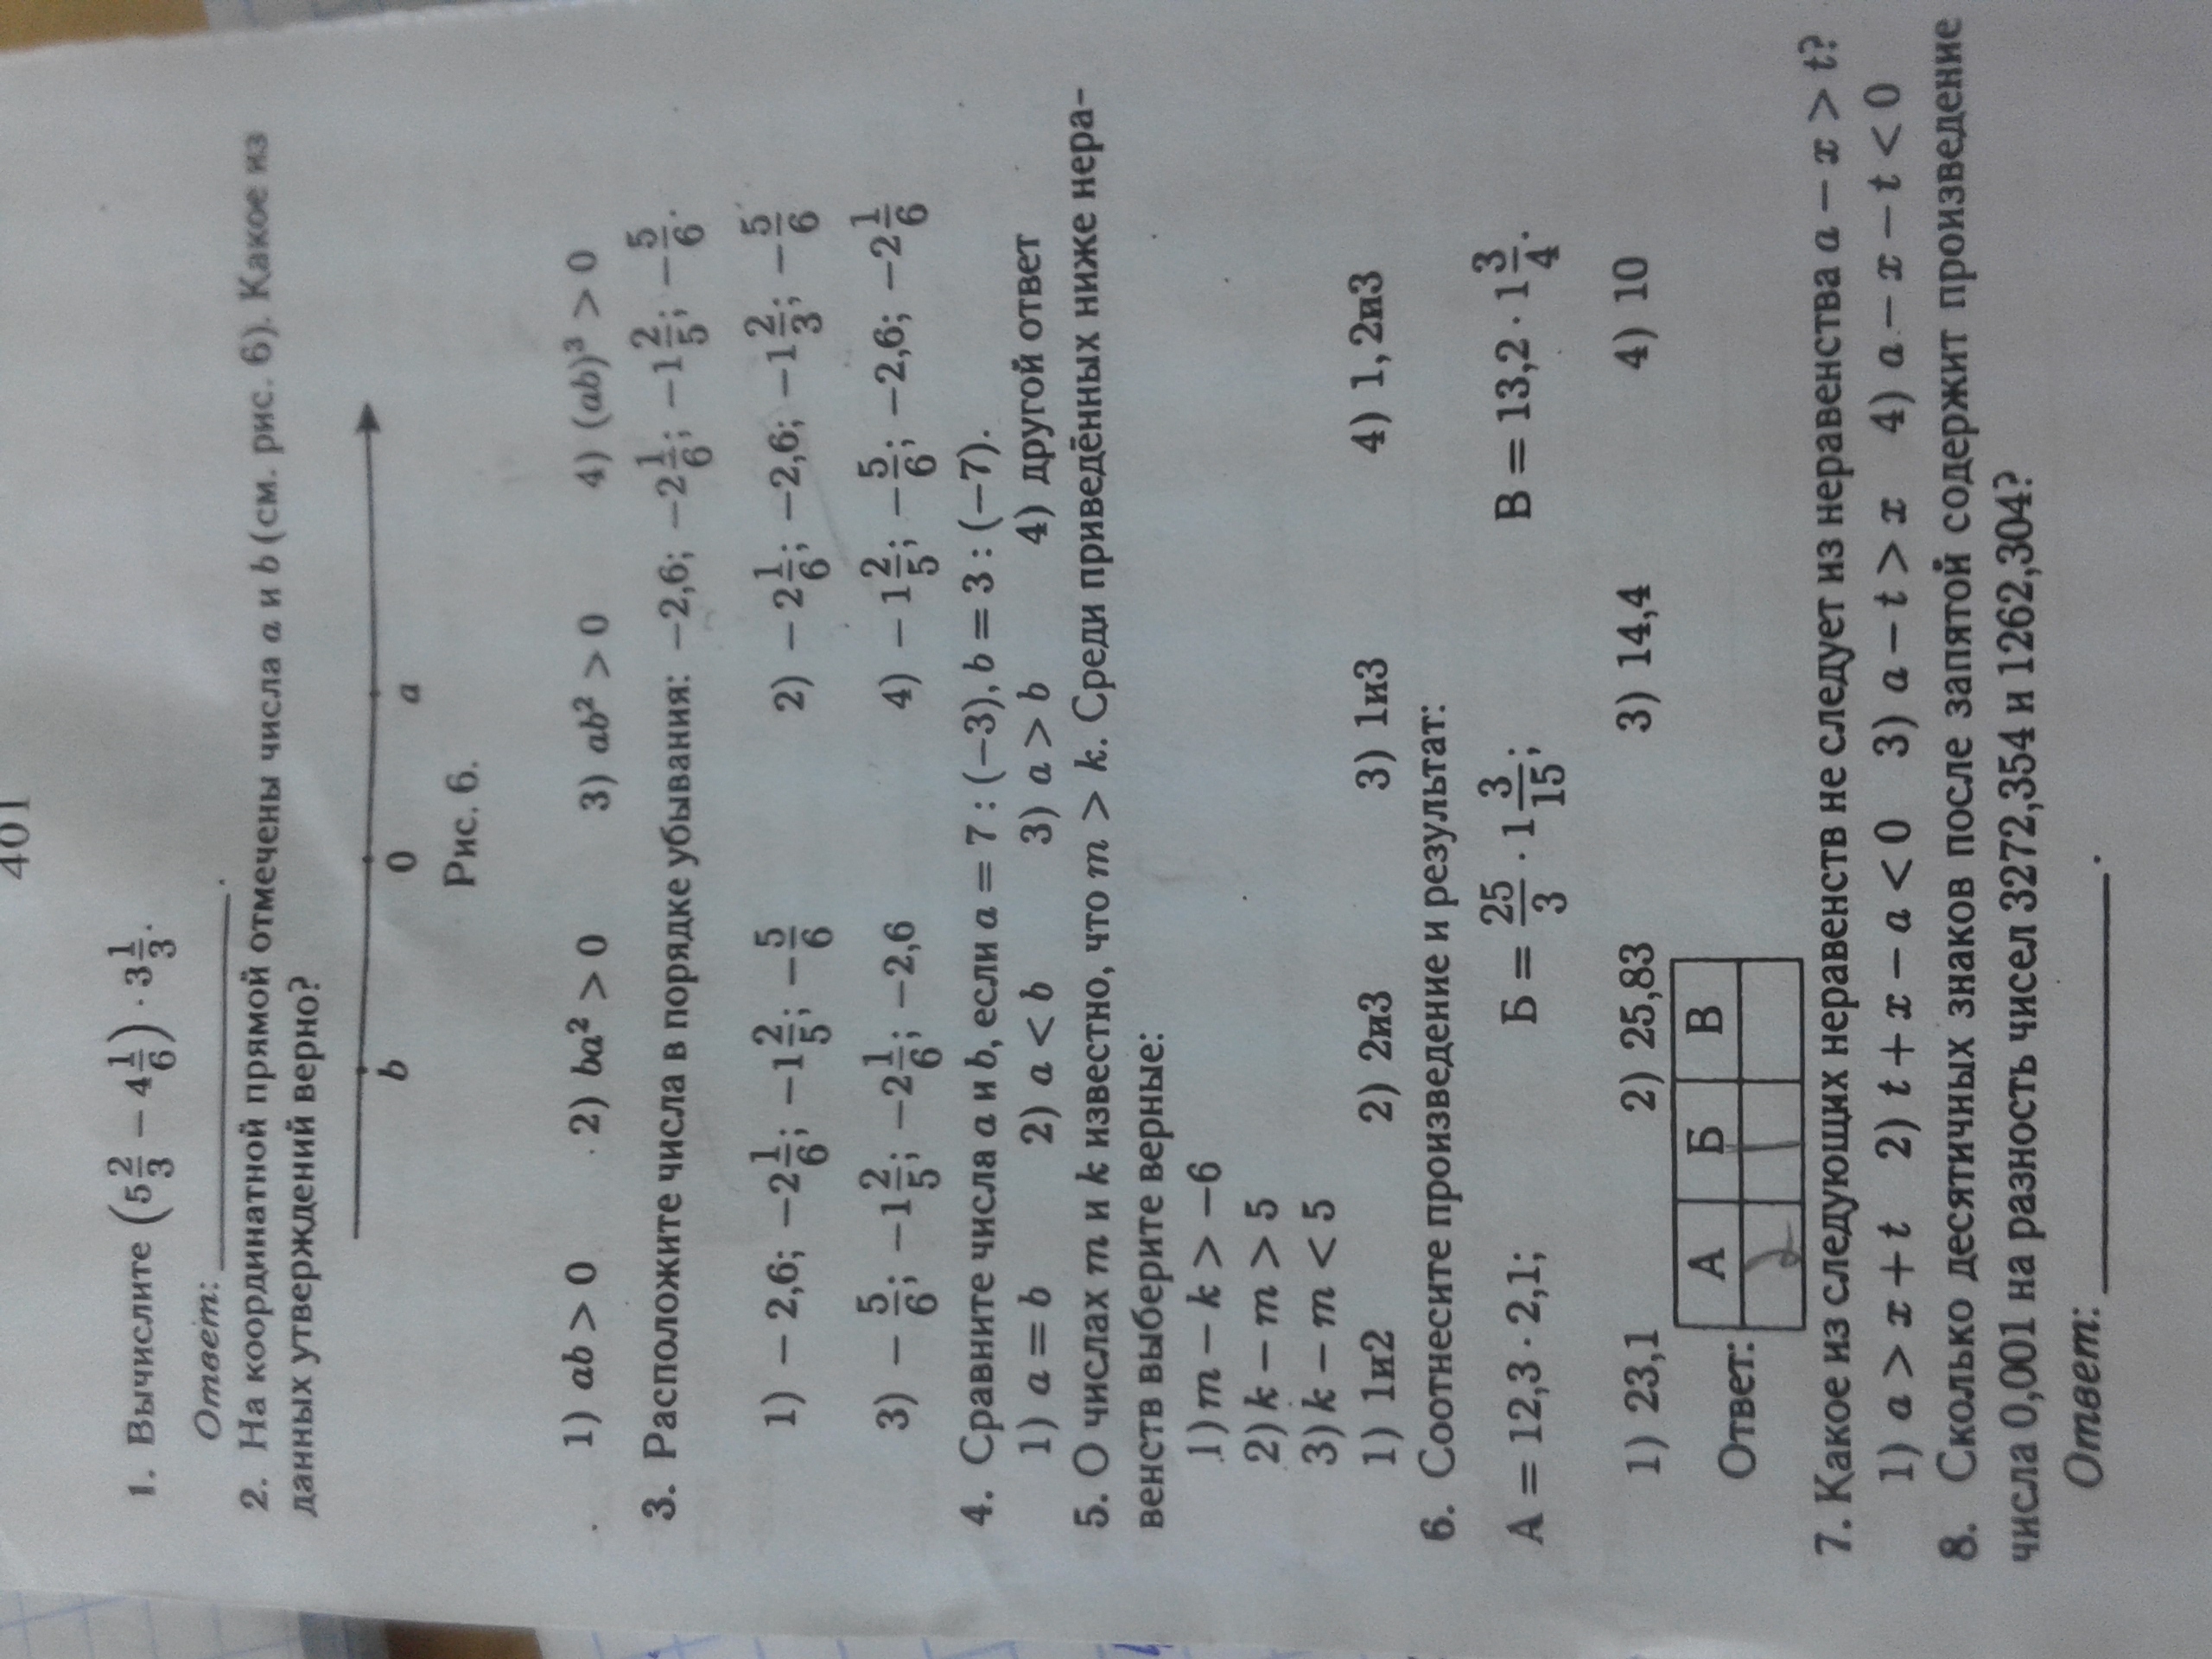 401
1. Вычислите (5 2/3 − 4 1/6) · 3 1/3.
Ответ: ____________.
2. На координатной прямой отмечены числа a и b (см. рис. 6). Какое из
данных утверждений верно?
b 0 a
Рис. 6.
1) ab > 0 2) ba² > 0 3) ab² > 0 4) (ab)³ > 0
3. Расположите числа в порядке убывания: −2,6; −2 1/6; −1 2/5; −5/6.
1) −2,6; −2 1/6; −1 2/5; −5/6 2) −2 1/6; −2,6; −1 2/3; −5/6
3) −5/6; −1 2/5; −2 1/6; −2,6 4) −1 2/5; −5/6; −2,6; −2 1/6
4. Сравните числа a и b, если a = 7 : (−3), b = 3 : (−7).
1) a = b 2) a < b 3) a > b 4) другой ответ
5. О числах m и k известно, что m > k. Среди приведённых ниже нера-
венств выберите верные:
1) m − k > −6
2) k − m > 5
3) k − m < 5
1) 1и2 2) 2и3 3) 1и3 4) 1, 2и3
6. Соотнесите произведение и результат:
А = 12,3 · 2,1; Б = 25/3 · 1 3/15; В = 13,2 · 1 3/4.
1) 23,1 2) 25,83 3) 14,4 4) 10
Ответ: А Б В
2
7. Какое из следующих неравенств не следует из неравенства a − x > t?
1) a > x + t 2) t + x − a < 0 3) a − t > x 4) a − x − t < 0
8. Сколько десятичных знаков после запятой содержит произведение
числа 0,001 на разность чисел 3272,354 и 1262,304?
Ответ: ____________.